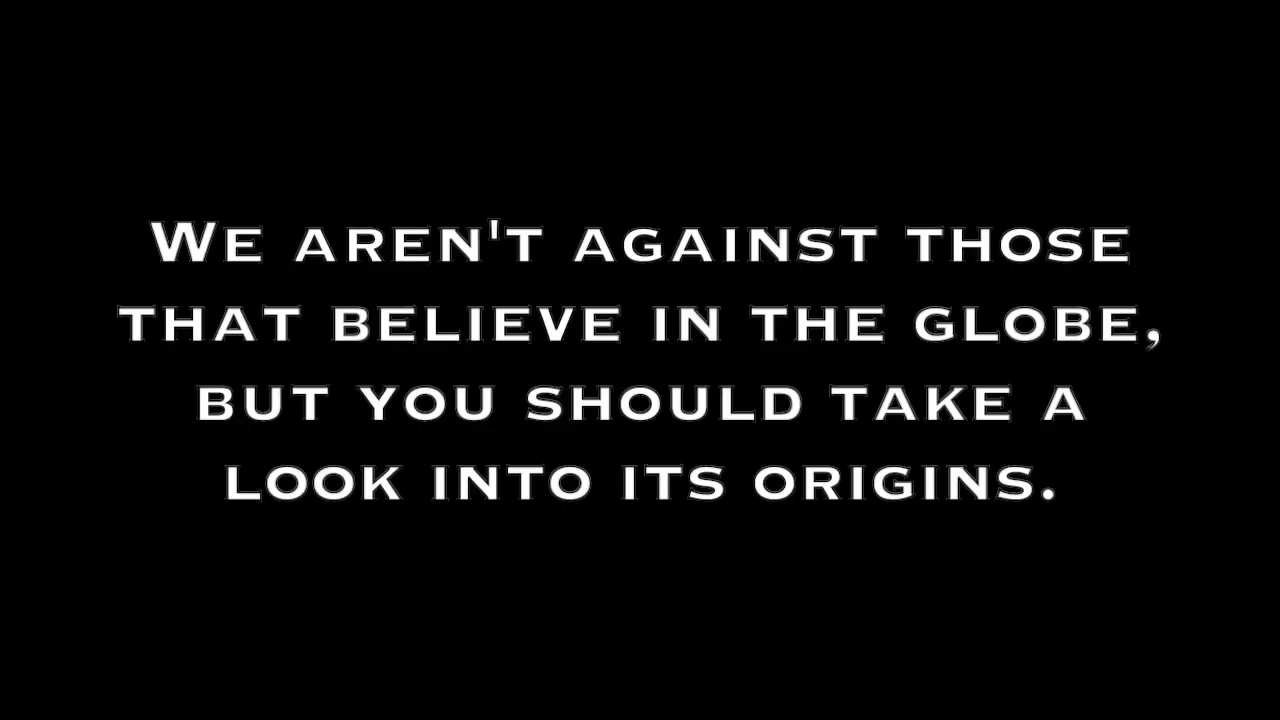 We aren't against those
that believe in the globe,
but you should take a
look into its origins.